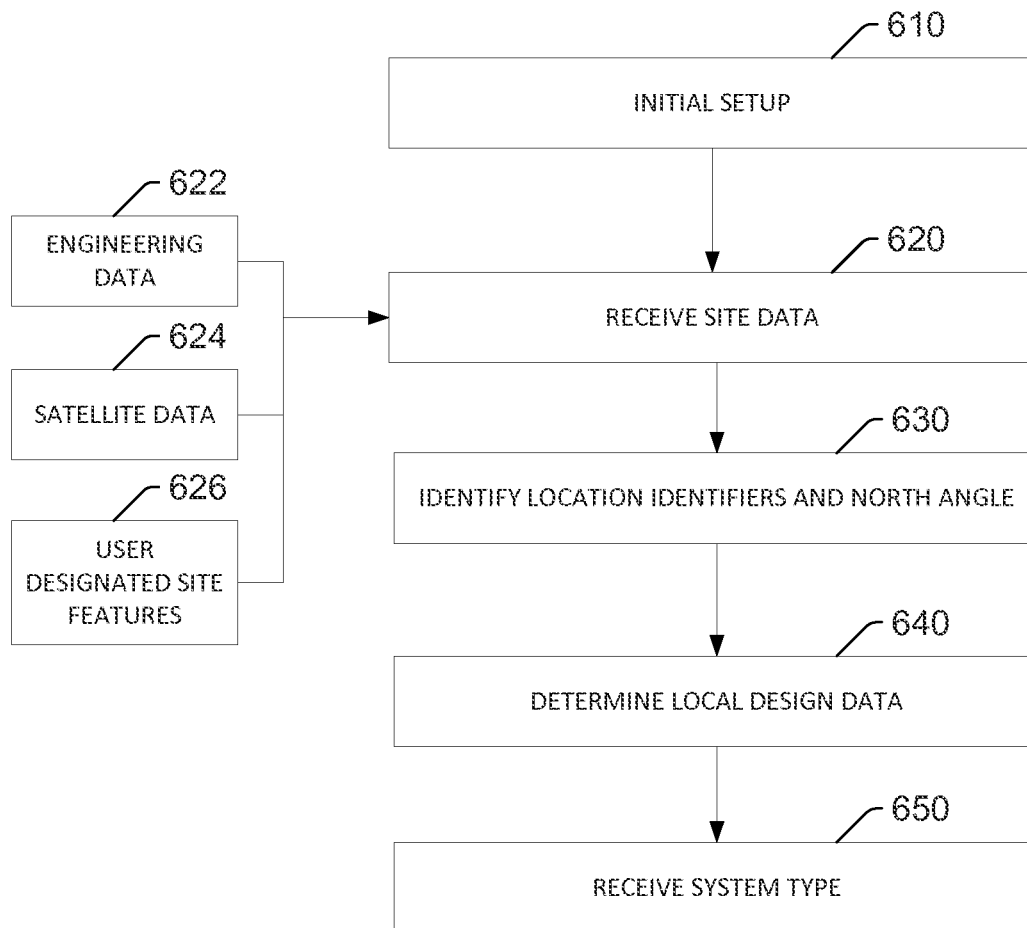 610
INITIAL SETUP
622
ENGINEERING
DATA
620
RECEIVE SITE DATA
624
SATELLITE DATA
630
IDENTIFY LOCATION IDENTIFIERS AND NORTH ANGLE
626
USER
DESIGNATED SITE
FEATURES
640
DETERMINE LOCAL DESIGN DATA
650
RECEIVE SYSTEM TYPE